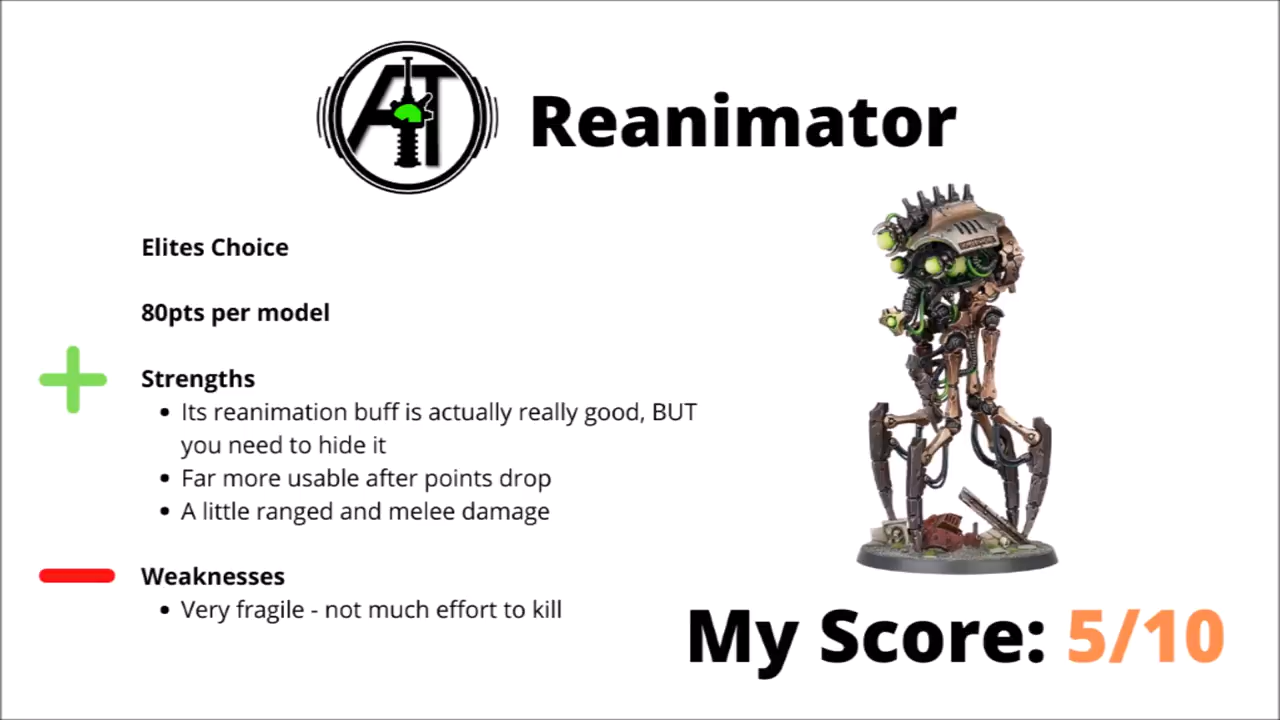 AT
Reanimator
Elites Choice
80pts per model
Strengths
Its reanimation buff is actually really good, BUT
you need to hide it
Far more usable after points drop
A little ranged and melee damage
Weaknesses
Very fragile - not much effort to kill
My Score: 5/10